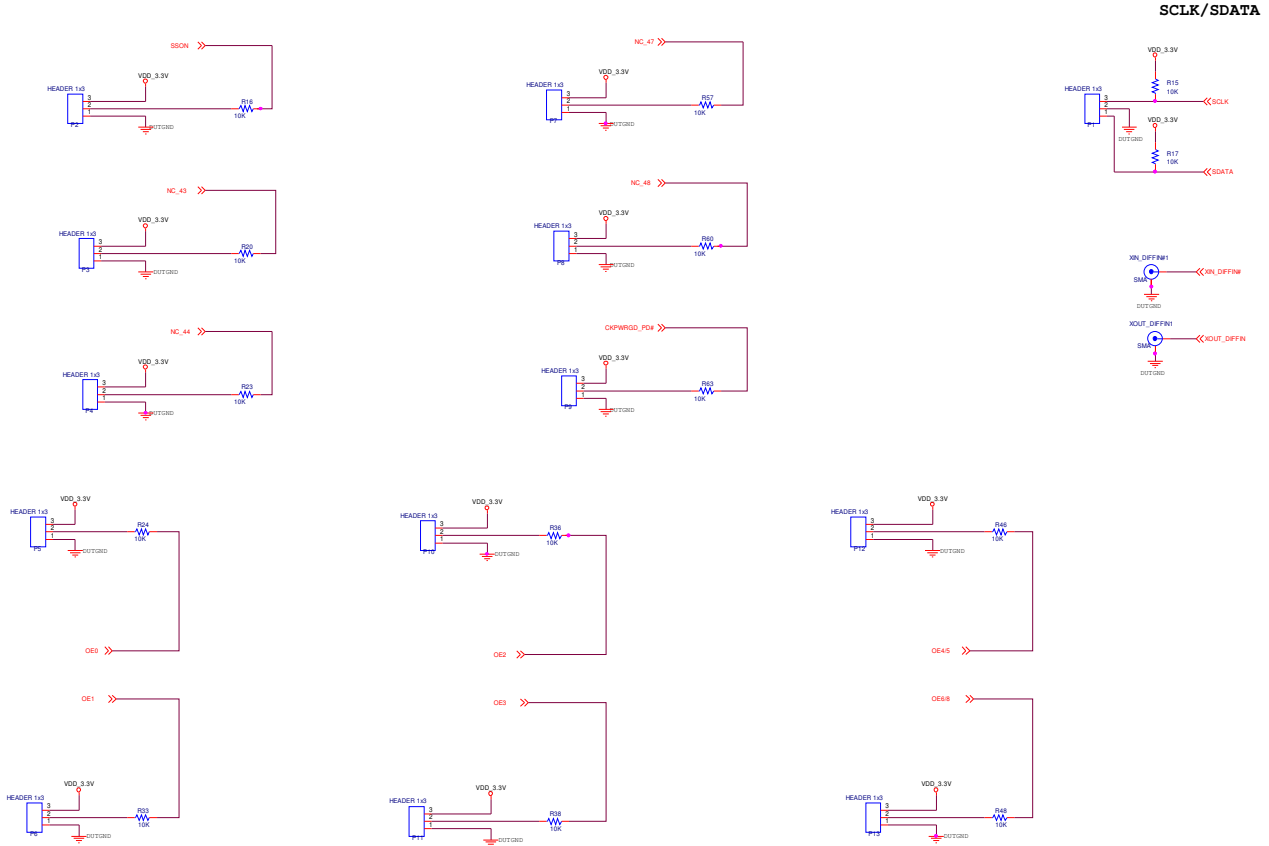 SCLK/SDATA
SSON
VDD_3.3V
HEADER 1x3
3
2
1
P2
R16
10K
DUTGND
NC_47
VDD_3.3V
HEADER 1x3
3
2
1
P7
R57
10K
DUTGND
VDD_3.3V
R15
10K
HEADER 1x3
3
2
1
P1
SCLK
DUTGND
VDD_3.3V
R17
10K
SDATA
NC_43
VDD_3.3V
HEADER 1x3
3
2
1
P3
R20
10K
DUTGND
NC_48
VDD_3.3V
HEADER 1x3
3
2
1
P8
R60
10K
DUTGND
XIN_DIFFIN#1
SMA
XIN_DIFFIN#
DUTGND
XOUT_DIFFIN1
SMA
XOUT_DIFFIN
DUTGND
NC_44
VDD_3.3V
HEADER 1x3
3
2
1
P4
R23
10K
DUTGND
CKPWRGD_PD#
VDD_3.3V
HEADER 1x3
3
2
1
P9
R63
10K
DUTGND
VDD_3.3V
HEADER 1x3
3
2
1
P5
R24
10K
DUTGND
OE0
VDD_3.3V
HEADER 1x3
3
2
1
P10
R36
10K
DUTGND
OE2
VDD_3.3V
HEADER 1x3
3
2
1
P12
R46
10K
DUTGND
OE4/5
OE1
VDD_3.3V
HEADER 1x3
3
2
1
P6
R33
10K
DUTGND
OE3
VDD_3.3V
HEADER 1x3
3
2
1
P11
R38
10K
DUTGND
OE6/8
VDD_3.3V
HEADER 1x3
3
2
1
P13
R48
10K
DUTGND